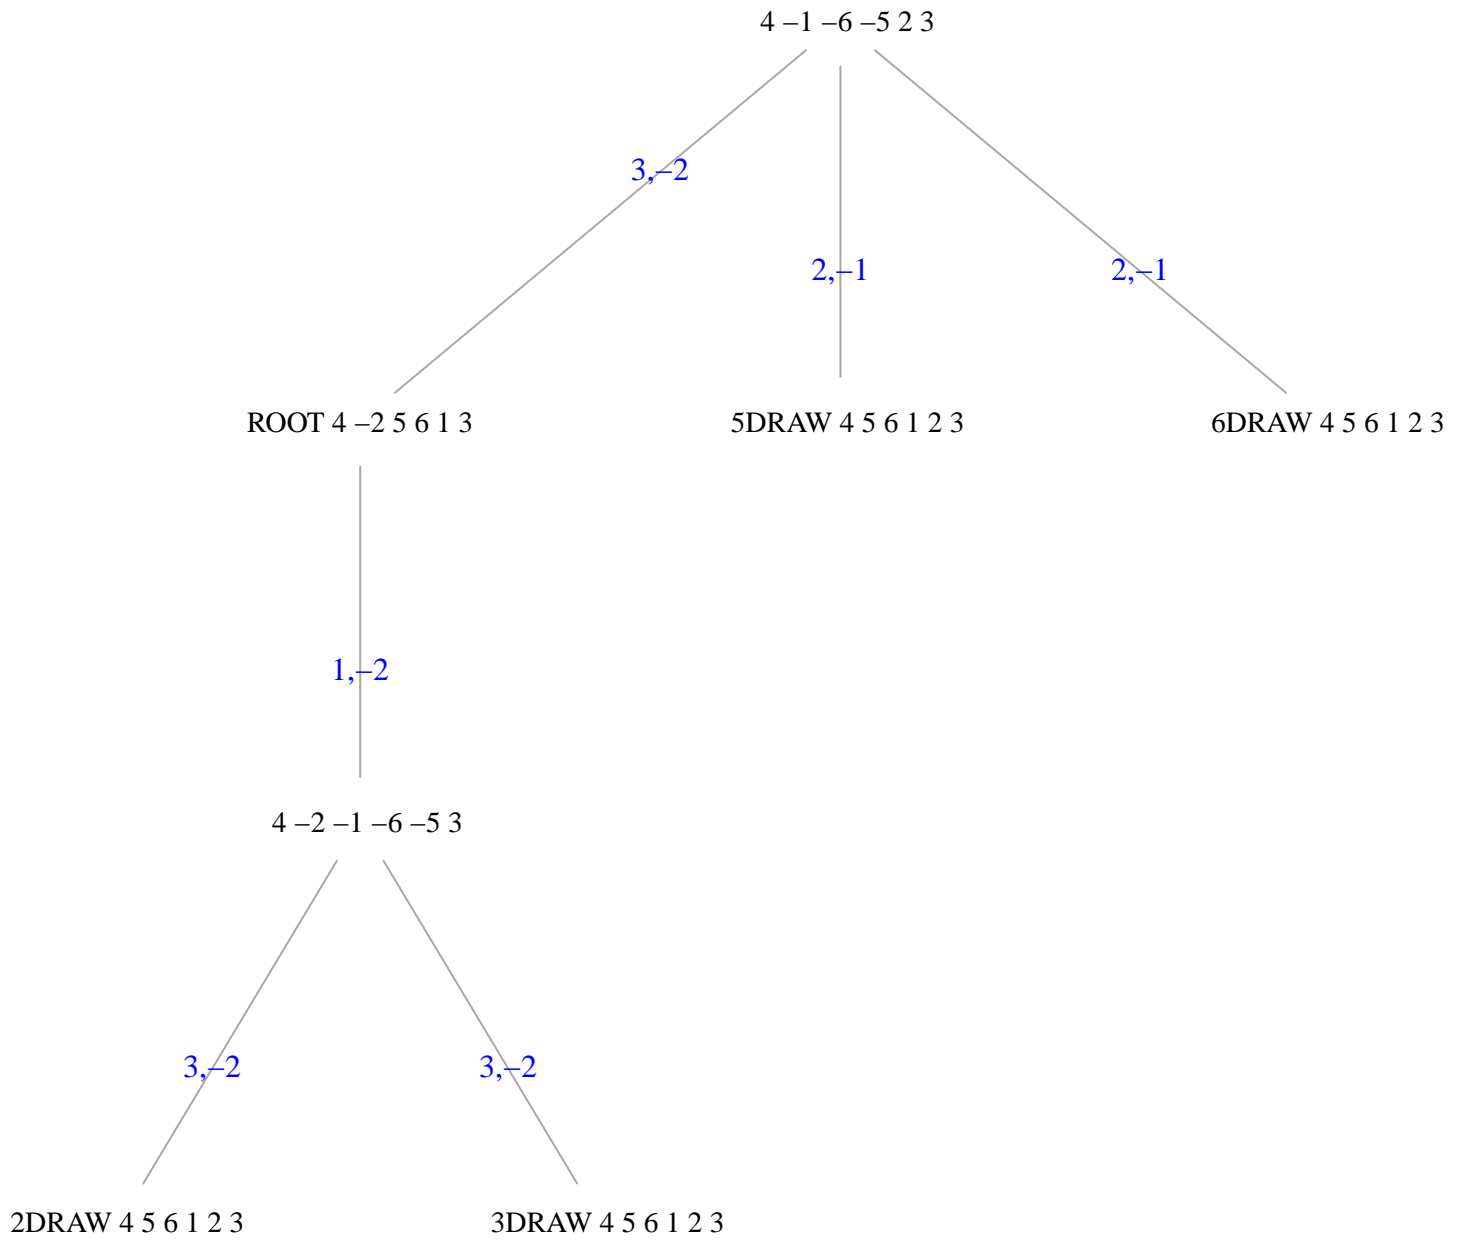 4 –1 –6 –5 2 3
3,–2
2,–1
2,–1
ROOT 4 –2 5 6 1 3
5DRAW 4 5 6 1 2 3
6DRAW 4 5 6 1 2 3
1,–2
4 –2 –1 –6 –5 3
3,–2
3,–2
2DRAW 4 5 6 1 2 3
3DRAW 4 5 6 1 2 3